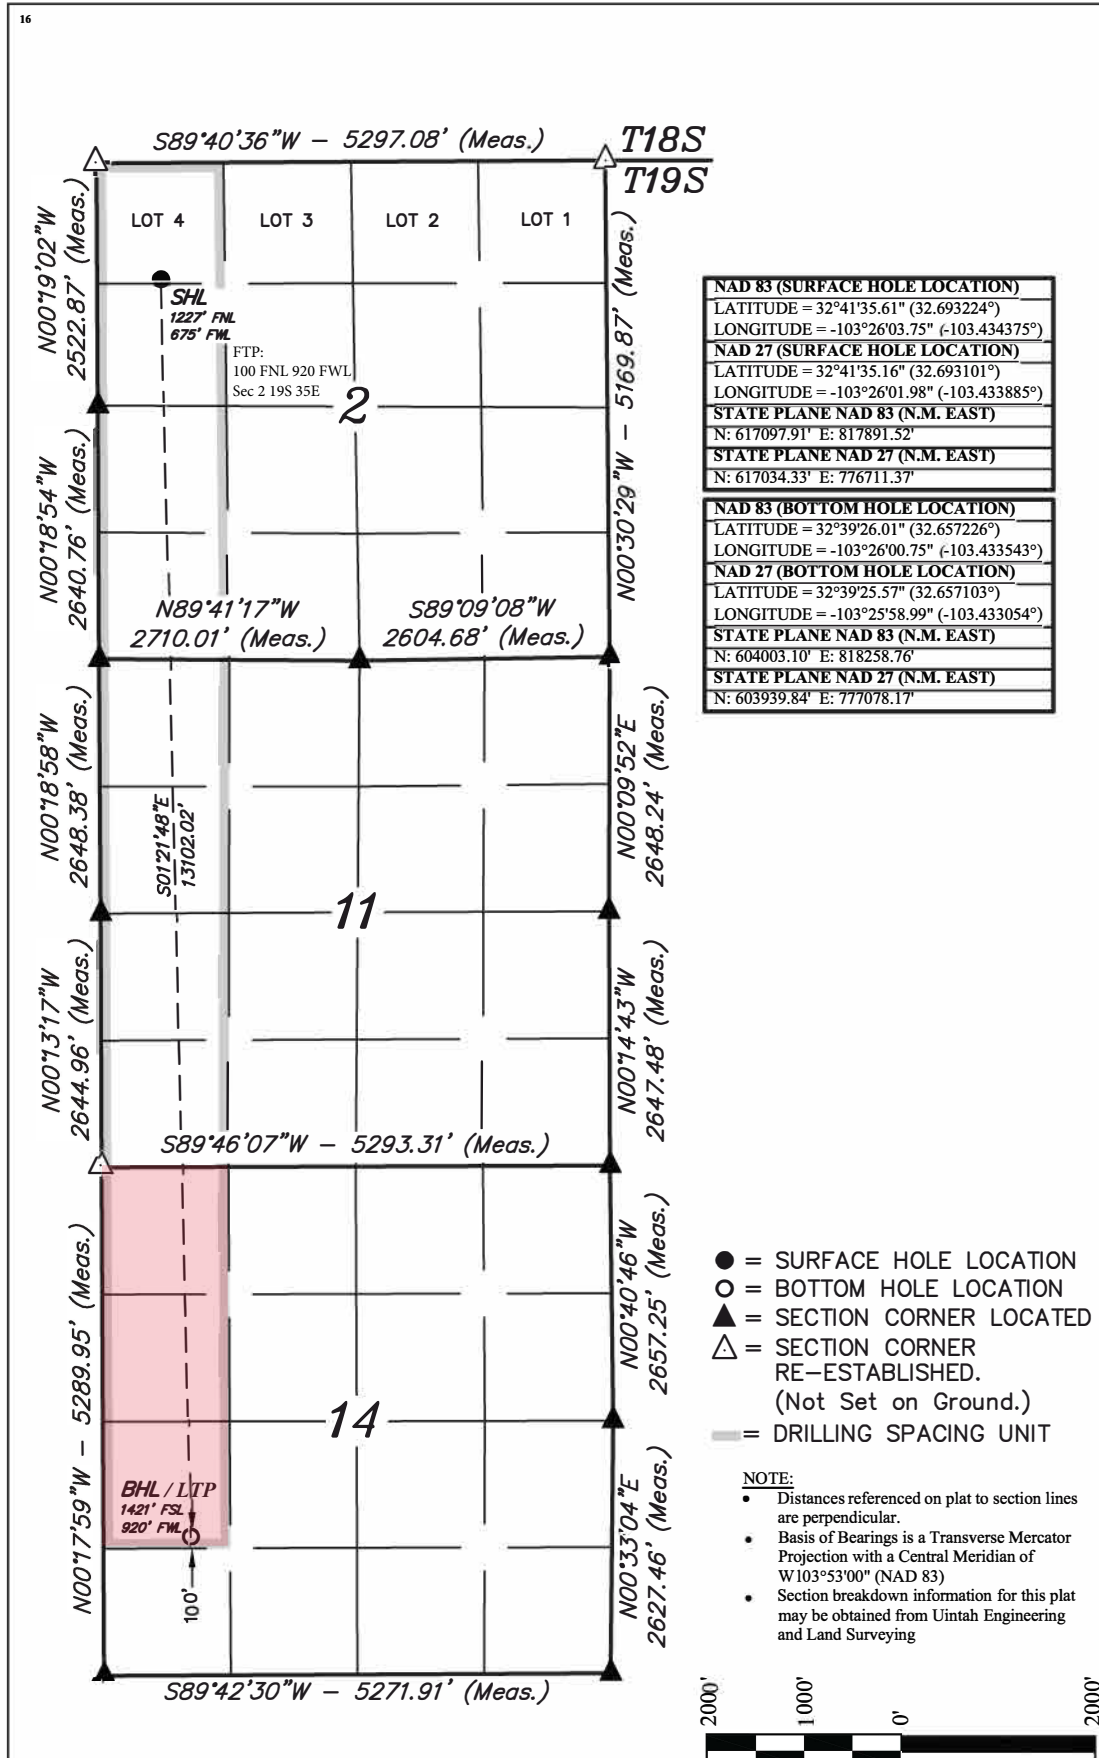 16
S89°40'36"W – 5297.08' (Meas.)
T18S
T19S
N00°19'02"W
2522.87' (Meas.)
LOT 4
LOT 3
LOT 2
LOT 1
SHL
1227' FNL
675' FWL
FTP:
100 FNL 920 FWL
Sec 2 19S 35E
2
N00°30'29"W – 5169.87' (Meas.)
N00°18'54"W
2640.76' (Meas.)
N89°41'17"W
2710.01' (Meas.)
S89°09'08"W
2604.68' (Meas.)
NAD 83 (SURFACE HOLE LOCATION)
LATITUDE = 32°41'35.61" (32.693224°)
LONGITUDE = -103°26'03.75" (-103.434375°)
NAD 27 (SURFACE HOLE LOCATION)
LATITUDE = 32°41'35.16" (32.693101°)
LONGITUDE = -103°26'01.98" (-103.433885°)
STATE PLANE NAD 83 (N.M. EAST)
N: 617097.91' E: 817891.52'
STATE PLANE NAD 27 (N.M. EAST)
N: 617034.33' E: 776711.37'
NAD 83 (BOTTOM HOLE LOCATION)
LATITUDE = 32°39'26.01" (32.657226°)
LONGITUDE = -103°26'00.75" (-103.433543°)
NAD 27 (BOTTOM HOLE LOCATION)
LATITUDE = 32°39'25.57" (32.657103°)
LONGITUDE = -103°25'58.99" (-103.433054°)
STATE PLANE NAD 83 (N.M. EAST)
N: 604003.10' E: 818258.76'
STATE PLANE NAD 27 (N.M. EAST)
N: 603939.84' E: 777078.17'
N00°18'58"W
2648.38' (Meas.)
S01°21'48"E
13102.02'
11
N00°09'52"E
2648.24' (Meas.)
N00°13'17"W
2644.96' (Meas.)
N00°14'43"W
2647.48' (Meas.)
S89°46'07"W – 5293.31' (Meas.)
N00°17'59"W – 5289.95' (Meas.)
14
N00°40'46"W
2657.25' (Meas.)
BHL / LTP
1421' FSL
920' FWL
100'
N00°33'04"E
2627.46' (Meas.)
S89°42'30"W – 5271.91' (Meas.)
= SURFACE HOLE LOCATION
= BOTTOM HOLE LOCATION
= SECTION CORNER LOCATED
= SECTION CORNER
RE–ESTABLISHED.
(Not Set on Ground.)
= DRILLING SPACING UNIT
NOTE:
• Distances referenced on plat to section lines
are perpendicular.
• Basis of Bearings is a Transverse Mercator
Projection with a Central Meridian of
W103°53'00" (NAD 83)
• Section breakdown information for this plat
may be obtained from Uintah Engineering
and Land Surveying
2000'
1000'
0'
2000'